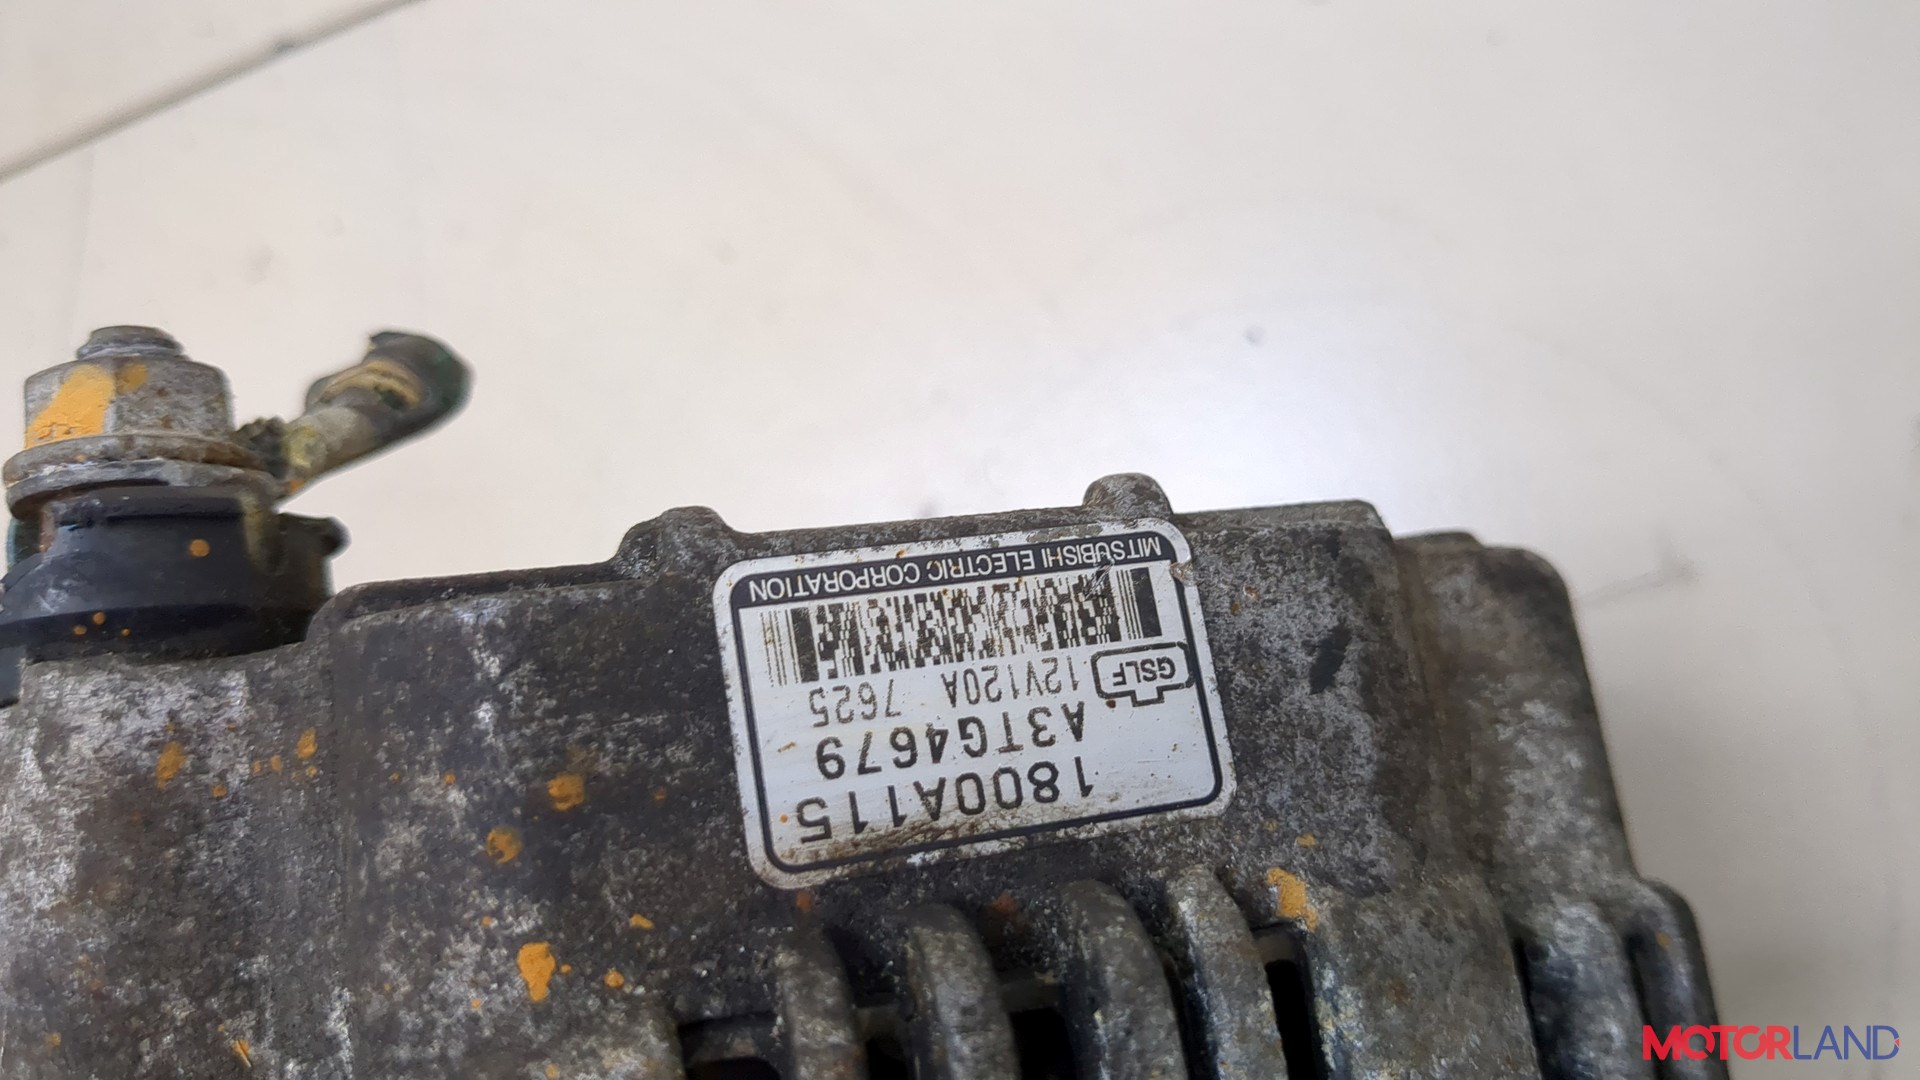 1800A115
A3TG4679
GSLF 12V120A 7625
MITSUBISHI ELECTRIC CORPORATION
MOTORLAND